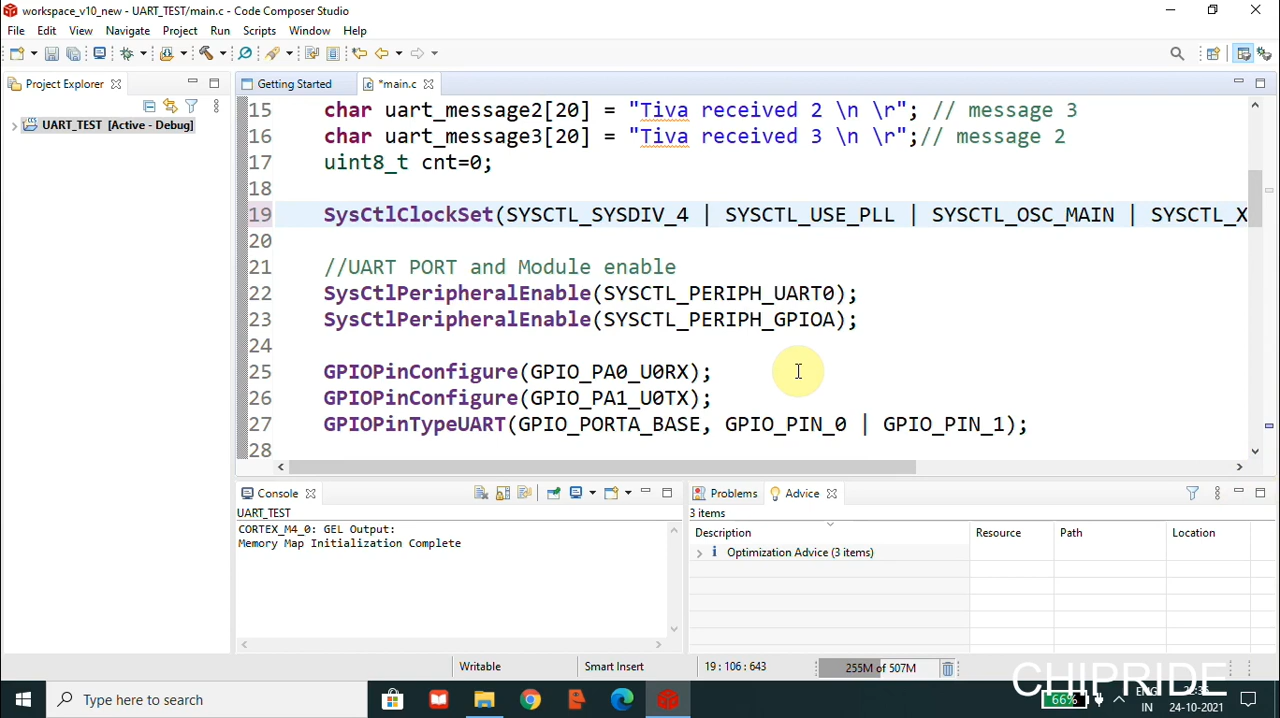 workspace_v10_new - UART_TEST/main.c - Code Composer Studio
File Edit View Navigate Project Run Scripts Window Help
Project Explorer
Getting Started
*main.c
UART_TEST [Active - Debug]
15 char uart_message2[20] = "Tiva received 2 \n \r"; // message 3
16 char uart_message3[20] = "Tiva received 3 \n \r";// message 2
17 uint8_t cnt=0;
18
19 SysCtlClockSet(SYSCTL_SYSDIV_4 | SYSCTL_USE_PLL | SYSCTL_OSC_MAIN | SYSCTL_X
20
21 //UART PORT and Module enable
22 SysCtlPeripheralEnable(SYSCTL_PERIPH_UART0);
23 SysCtlPeripheralEnable(SYSCTL_PERIPH_GPIOA);
24
25 GPIOPinConfigure(GPIO_PA0_U0RX);
26 GPIOPinConfigure(GPIO_PA1_U0TX);
27 GPIOPinTypeUART(GPIO_PORTA_BASE, GPIO_PIN_0 | GPIO_PIN_1);
28
Console
UART_TEST
CORTEX_M4_0: GEL Output:
Memory Map Initialization Complete
Problems
Advice
3 items
Description Resource Path Location
Optimization Advice (3 items)
Writable Smart Insert 19 : 106 : 643 255M of 507M
CHIPRIDE
Type here to search
66%
ENG
IN 24-10-2021